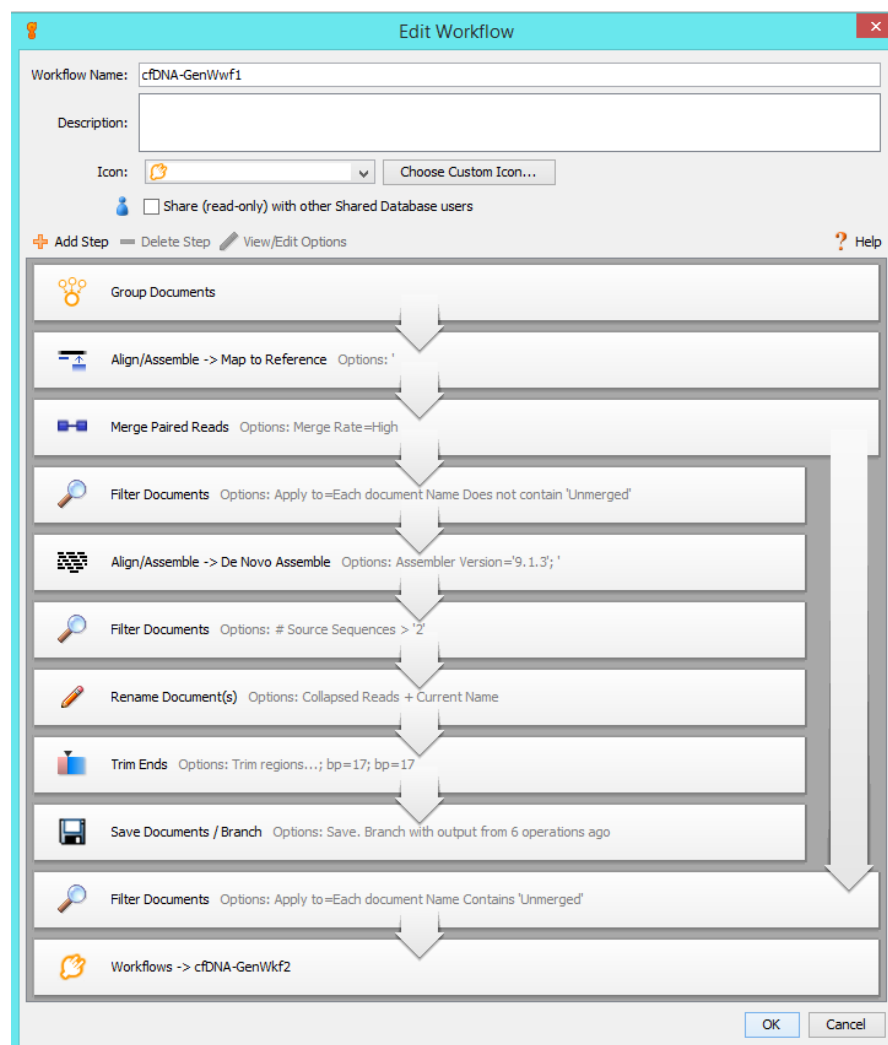 Edit Workflow
Workflow Name: cfDNA-GenWwf1
Description:
Icon: Choose Custom Icon...
Share (read-only) with other Shared Database users
Add Step Delete Step View/Edit Options ? Help
Group Documents
Align/Assemble -> Map to Reference Options: '
Merge Paired Reads Options: Merge Rate=High
Filter Documents Options: Apply to=Each document Name Does not contain 'Unmerged'
Align/Assemble -> De Novo Assemble Options: Assembler Version='9.1.3'; '
Filter Documents Options: # Source Sequences > '2'
Rename Document(s) Options: Collapsed Reads + Current Name
Trim Ends Options: Trim regions...; bp=17; bp=17
Save Documents / Branch Options: Save. Branch with output from 6 operations ago
Filter Documents Options: Apply to=Each document Name Contains 'Unmerged'
Workflows -> cfDNA-GenWkf2
OK Cancel